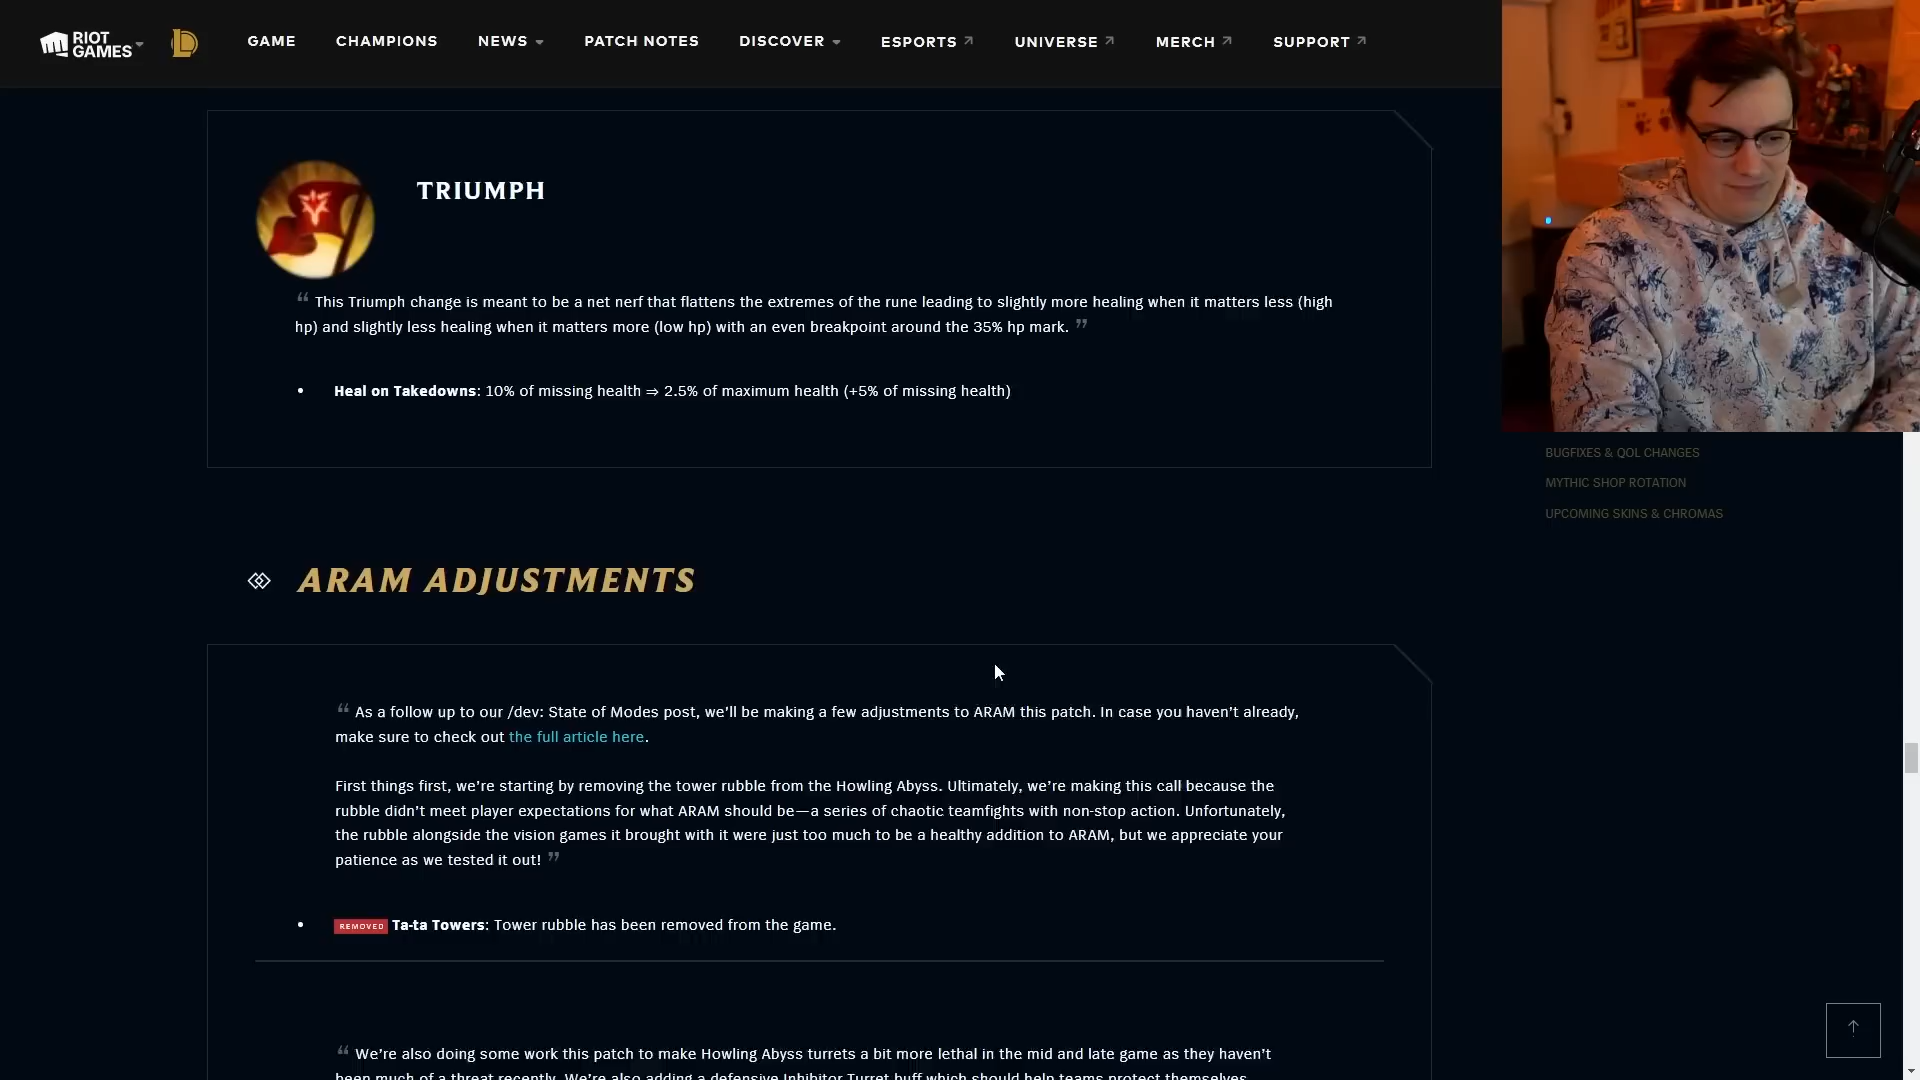 RIOT GAMES
GAME
CHAMPIONS
NEWS
PATCH NOTES
DISCOVER
ESPORTS
UNIVERSE
MERCH
SUPPORT
TRIUMPH
“ This Triumph change is meant to be a net nerf that flattens the extremes of the rune leading to slightly more healing when it matters less (high
hp) and slightly less healing when it matters more (low hp) with an even breakpoint around the 35% hp mark. ”
• Heal on Takedowns: 10% of missing health ⇒ 2.5% of maximum health (+5% of missing health)
BUGFIXES & QOL CHANGES
MYTHIC SHOP ROTATION
UPCOMING SKINS & CHROMAS
ARAM ADJUSTMENTS
“ As a follow up to our /dev: State of Modes post, we’ll be making a few adjustments to ARAM this patch. In case you haven’t already,
make sure to check out the full article here.
First things first, we’re starting by removing the tower rubble from the Howling Abyss. Ultimately, we’re making this call because the
rubble didn’t meet player expectations for what ARAM should be—a series of chaotic teamfights with non-stop action. Unfortunately,
the rubble alongside the vision games it brought with it were just too much to be a healthy addition to ARAM, but we appreciate your
patience as we tested it out! ”
• REMOVED Ta-ta Towers: Tower rubble has been removed from the game.
“ We’re also doing some work this patch to make Howling Abyss turrets a bit more lethal in the mid and late game as they haven’t
been much of a threat recently. We’re also adding a defensive Inhibitor Turret buff which should help teams protect themselves